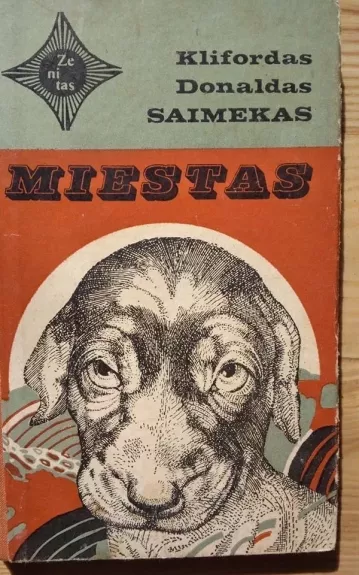 Ze
ni
tas
Klifordas
Donaldas
SAIMEKAS
MIESTAS